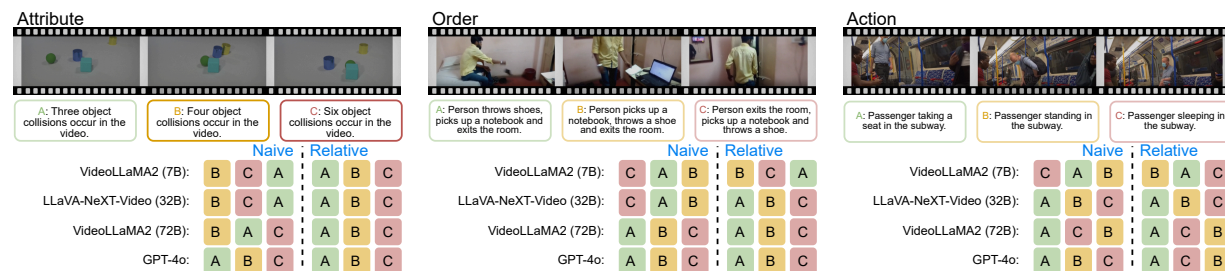 Attribute
A: Three object
collisions occur in the
video.
B: Four object
collisions occur in the
video.
C: Six object
collisions occur in the
video.
Naive Relative
VideoLLaMA2 (7B): B C A A B C
LLaVA-NeXT-Video (32B): B C A A B C
VideoLLaMA2 (72B): B A C A B C
GPT-4o: A B C A B C
Order
A: Person throws shoes,
picks up a notebook and
exits the room.
B: Person picks up a
notebook, throws a shoe
and exits the room.
C: Person exits the room,
picks up a notebook and
throws a shoe.
Naive Relative
VideoLLaMA2 (7B): C A B B C A
LLaVA-NeXT-Video (32B): C A B A B C
VideoLLaMA2 (72B): A B C A B C
GPT-4o: A B C A B C
Action
A: Passenger taking a
seat in the subway.
B: Passenger standing in
the subway.
C: Passenger sleeping in
the subway.
Naive Relative
VideoLLaMA2 (7B): C A B B A C
LLaVA-NeXT-Video (32B): A B C A B C
VideoLLaMA2 (72B): A C B A C B
GPT-4o: A B C A C B